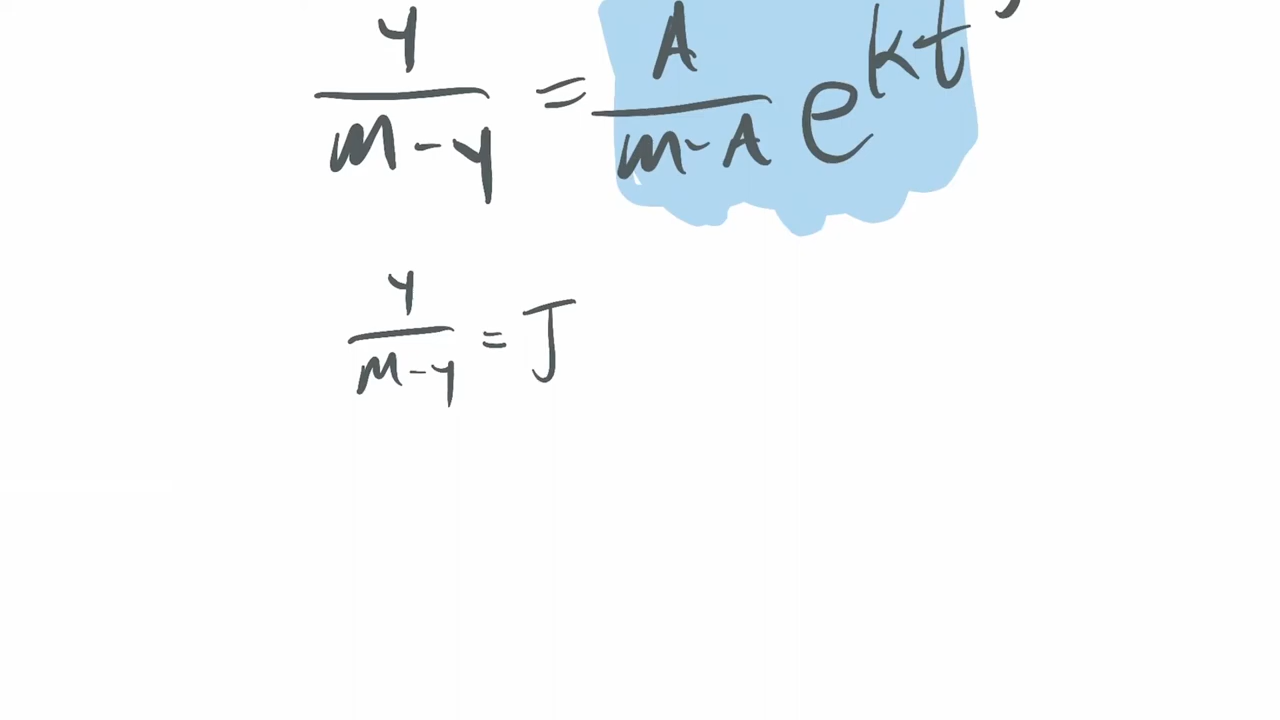 y/(M-y) = A/(M-A) e^{kt}
y/(M-y) = J